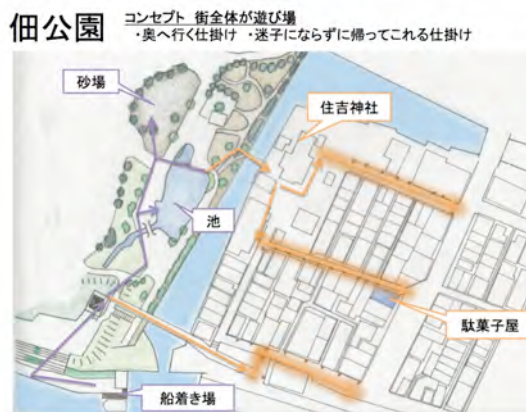 佃公園
コンセプト 街全体が遊び場
・奥へ行く仕掛け ・迷子にならずに帰ってこれる仕掛け
砂場
住吉神社
池
駄菓子屋
船着き場